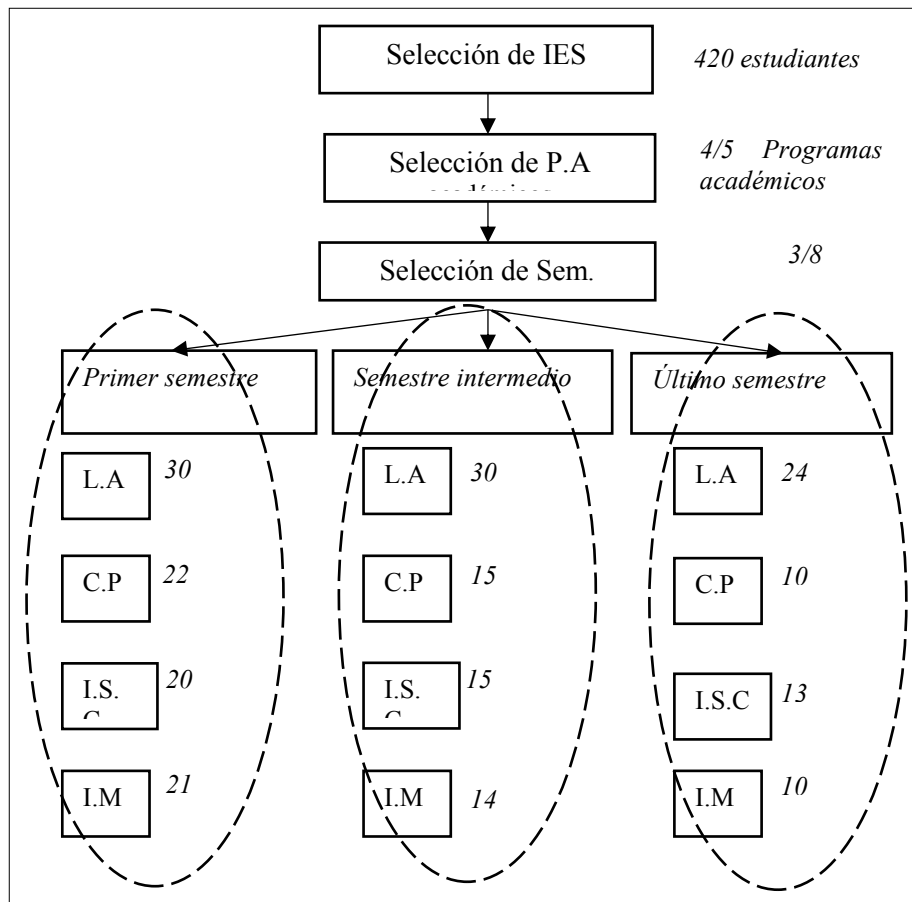 Selección de IES
420 estudiantes
Selección de P.A
4/5 Programas
académicos
Selección de Sem.
3/8
Primer semestre
Semestre intermedio
Último semestre
L.A
30
L.A
30
L.A
24
C.P
22
C.P
15
C.P
10
I.S.
20
I.S.
15
I.S.C
13
I.M
21
I.M
14
I.M
10